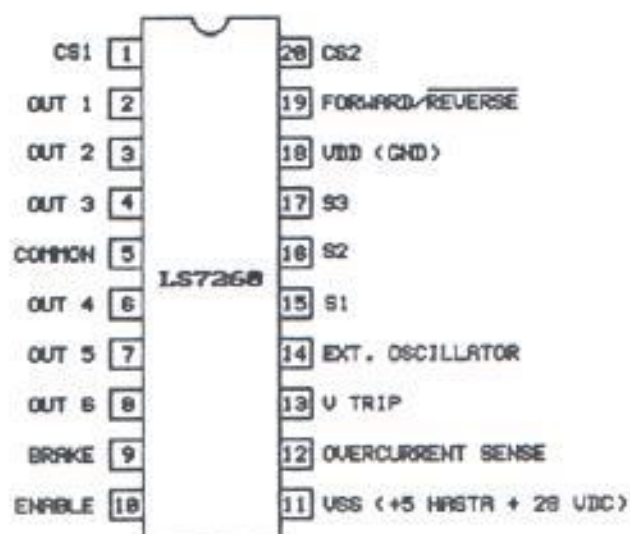 CS1 1 20 CS2
OUT 1 2 19 FORWARD/REVERSE
OUT 2 3 18 VDD (GND)
OUT 3 4 17 S3
COMMON 5 16 S2
LS7260
OUT 4 6 15 S1
OUT 5 7 14 EXT. OSCILLATOR
OUT 6 8 13 V TRIP
BRAKE 9 12 OVERCURRENT SENSE
ENABLE 10 11 VSS (+5 HASTA + 28 VDC)